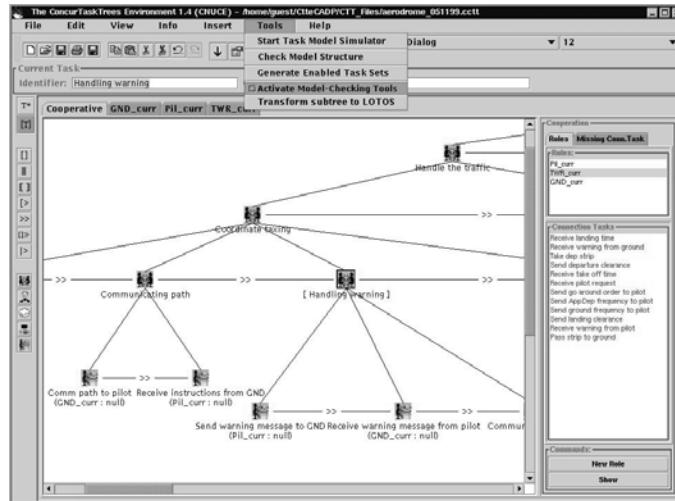 The ConcurTaskTrees Environment 1.4 (CNUCE) - /home/guest/CtteCADP/CTT_Files/aerodrome_051199.cctt
File Edit View Info Insert Tools Help
Start Task Model Simulator
Check Model Structure
Generate Enabled Task Sets
Activate Model-Checking Tools
Transform subtree to LOTOS
Dialog 12
Current Task
Identifier: Handling warning
Cooperative GND_curr Pil_curr TWR_curr
Handle the traffic
>>
Coordinate taxing
>>
>> Communicating path >> [ Handling warning ] >>
Comm path to pilot >> Receive instructions from GND
(GND_curr : null) (Pil_curr : null)
Send warning message to GND >> Receive warning message from pilot >>
(Pil_curr : null) (GND_curr : null)
T*
[T]
[]
[ ]
[>
>>
[]>
|>
Cooperation
Roles Missing Conn.Task
Roles:
Pil_curr
TWR_curr
GND_curr
Connection Tasks
Receive landing time
Receive warning from ground
Take dep strip
Send departure clearance
Receive take off time
Receive pilot request
Send go around order to pilot
Send AppDep frequency to pilot
Send ground frequency to pilot
Send landing clearance
Receive warning from pilot
Pass strip to ground
Commands:
New Role
Show